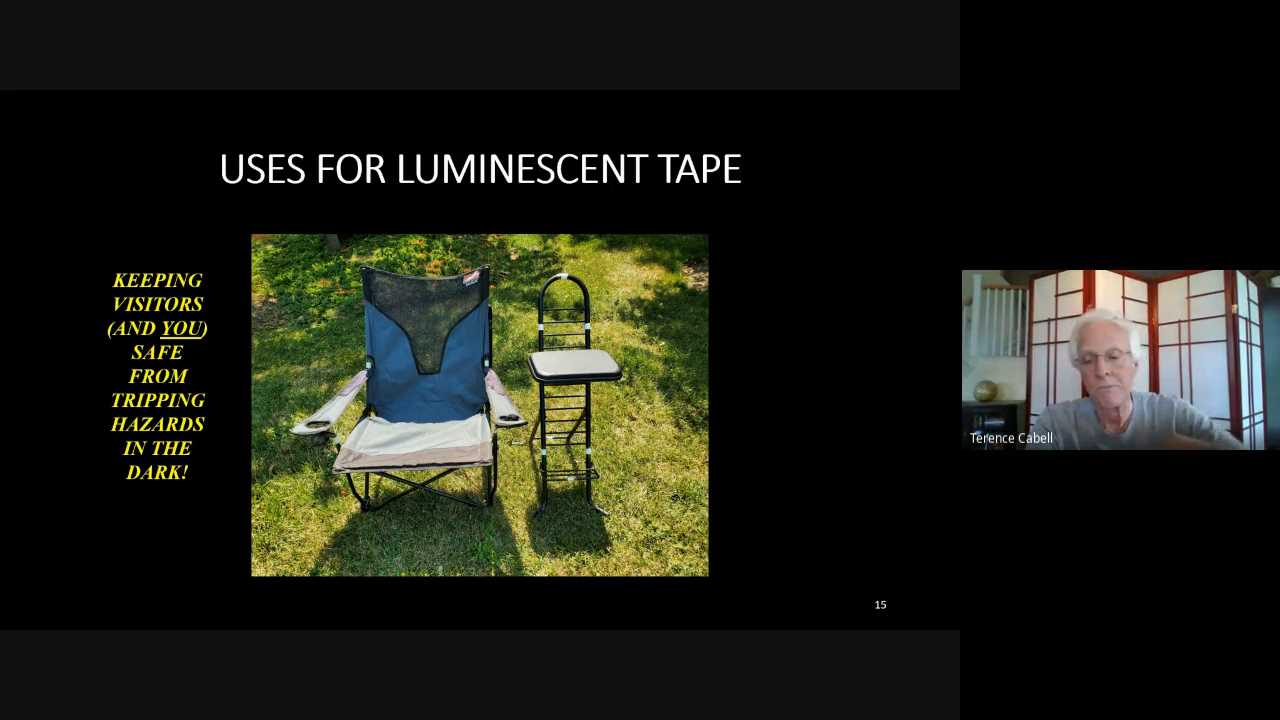 USES FOR LUMINESCENT TAPE
KEEPING
VISITORS
(AND YOU)
SAFE
FROM
TRIPPING
HAZARDS
IN THE
DARK!
15
Terence Cabell